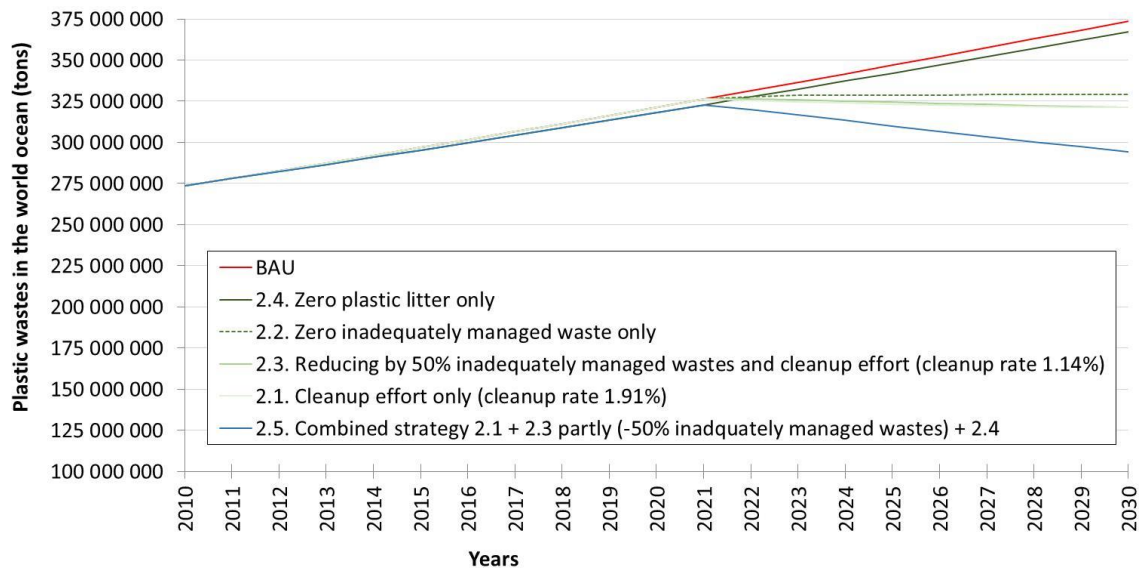 Plastic wastes in the world ocean (tons)
375 000 000
350 000 000
325 000 000
300 000 000
275 000 000
250 000 000
225 000 000
200 000 000
175 000 000
150 000 000
125 000 000
100 000 000
BAU
2.4. Zero plastic litter only
2.2. Zero inadequately managed waste only
2.3. Reducing by 50% inadequately managed wastes and cleanup effort (cleanup rate 1.14%)
2.1. Cleanup effort only (cleanup rate 1.91%)
2.5. Combined strategy 2.1 + 2.3 partly (-50% inadquately managed wastes) + 2.4
2010
2011
2012
2013
2014
2015
2016
2017
2018
2019
2020
2021
2022
2023
2024
2025
2026
2027
2028
2029
2030
Years